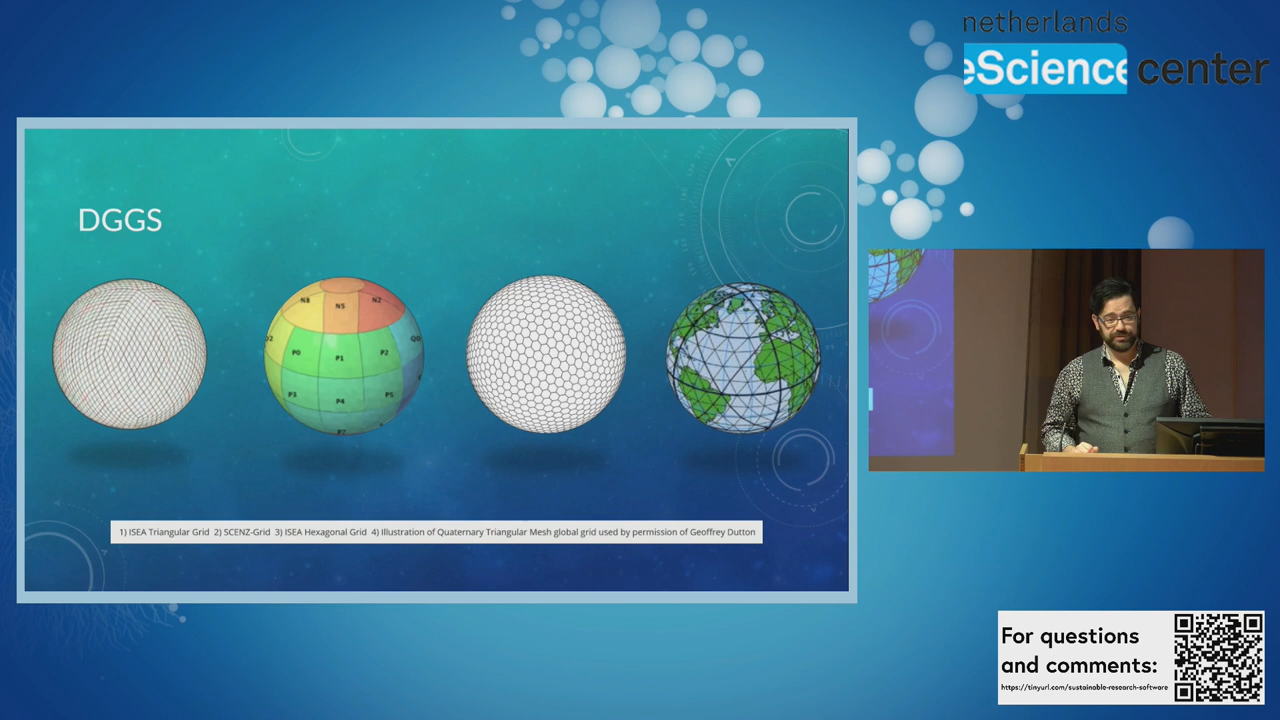 netherlands
eScience center
DGGS
N8 N5 N2
P0 P1 P2 Q0
P3 P4 P5
1) ISEA Triangular Grid 2) SCENZ-Grid 3) ISEA Hexagonal Grid 4) Illustration of Quaternary Triangular Mesh global grid used by permission of Geoffrey Dutton
For questions
and comments:
https://tinyurl.com/sustainable-research-software